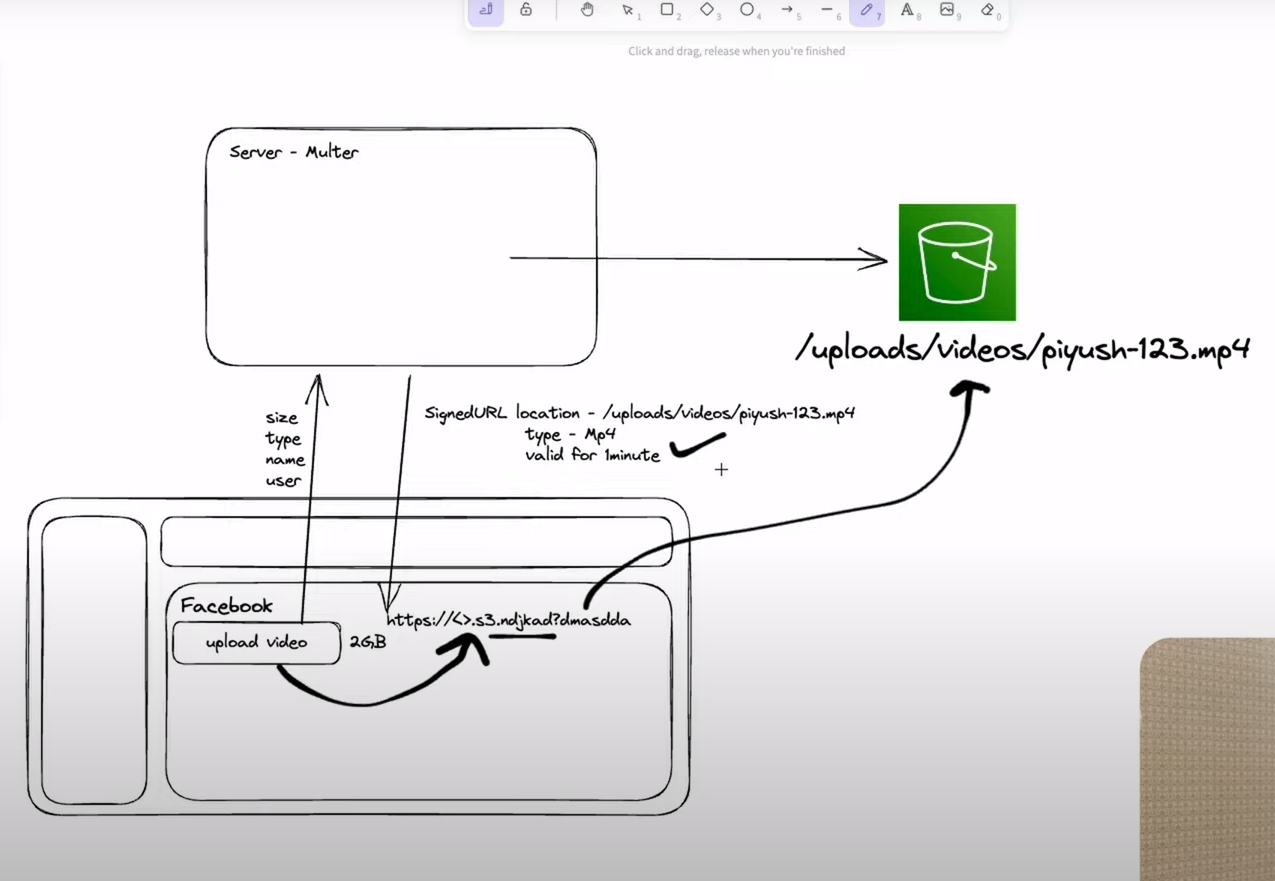 1
2
3
4
5
6
7
A 8
9
0
Click and drag, release when you're finished
Server - Multer
/uploads/videos/piyush-123.mp4
size
type
name
user
SignedURL location - /uploads/videos/piyush-123.mp4
type - Mp4
valid for 1minute
Facebook
https://<>.s3.ndjkad?dmasdda
upload video
2GB